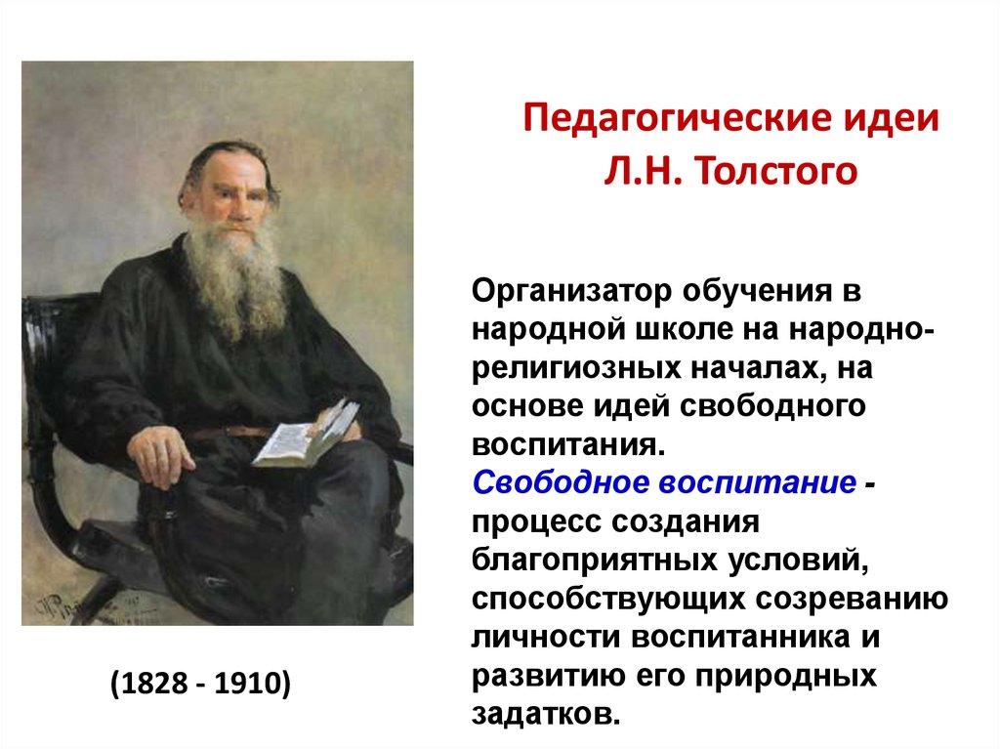 Педагогические идеи
Л.Н. Толстого
Организатор обучения в
народной школе на народно-
религиозных началах, на
основе идей свободного
воспитания.
Свободное воспитание -
процесс создания
благоприятных условий,
способствующих созреванию
личности воспитанника и
развитию его природных
задатков.
(1828 - 1910)